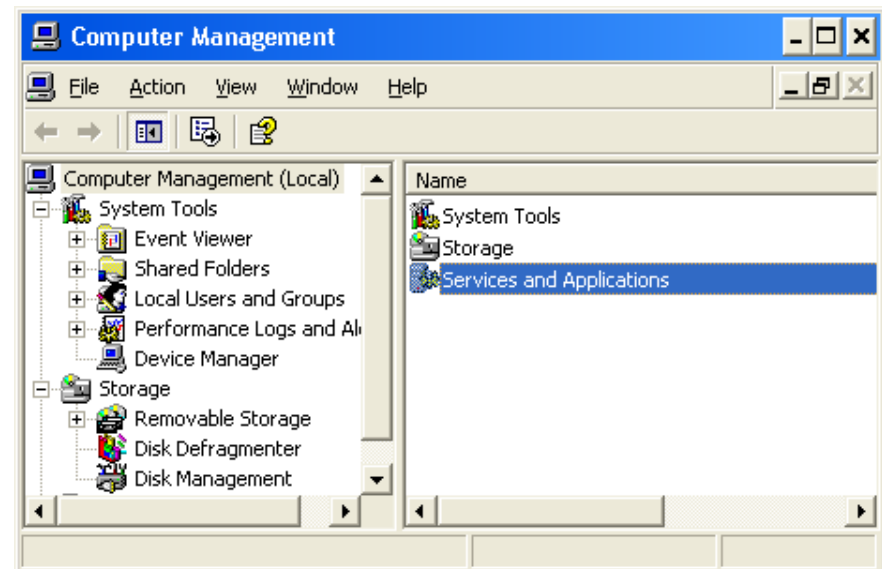 Computer Management
File Action View Window Help
Computer Management (Local)
System Tools
Event Viewer
Shared Folders
Local Users and Groups
Performance Logs and Al
Device Manager
Storage
Removable Storage
Disk Defragmenter
Disk Management
Name
System Tools
Storage
Services and Applications